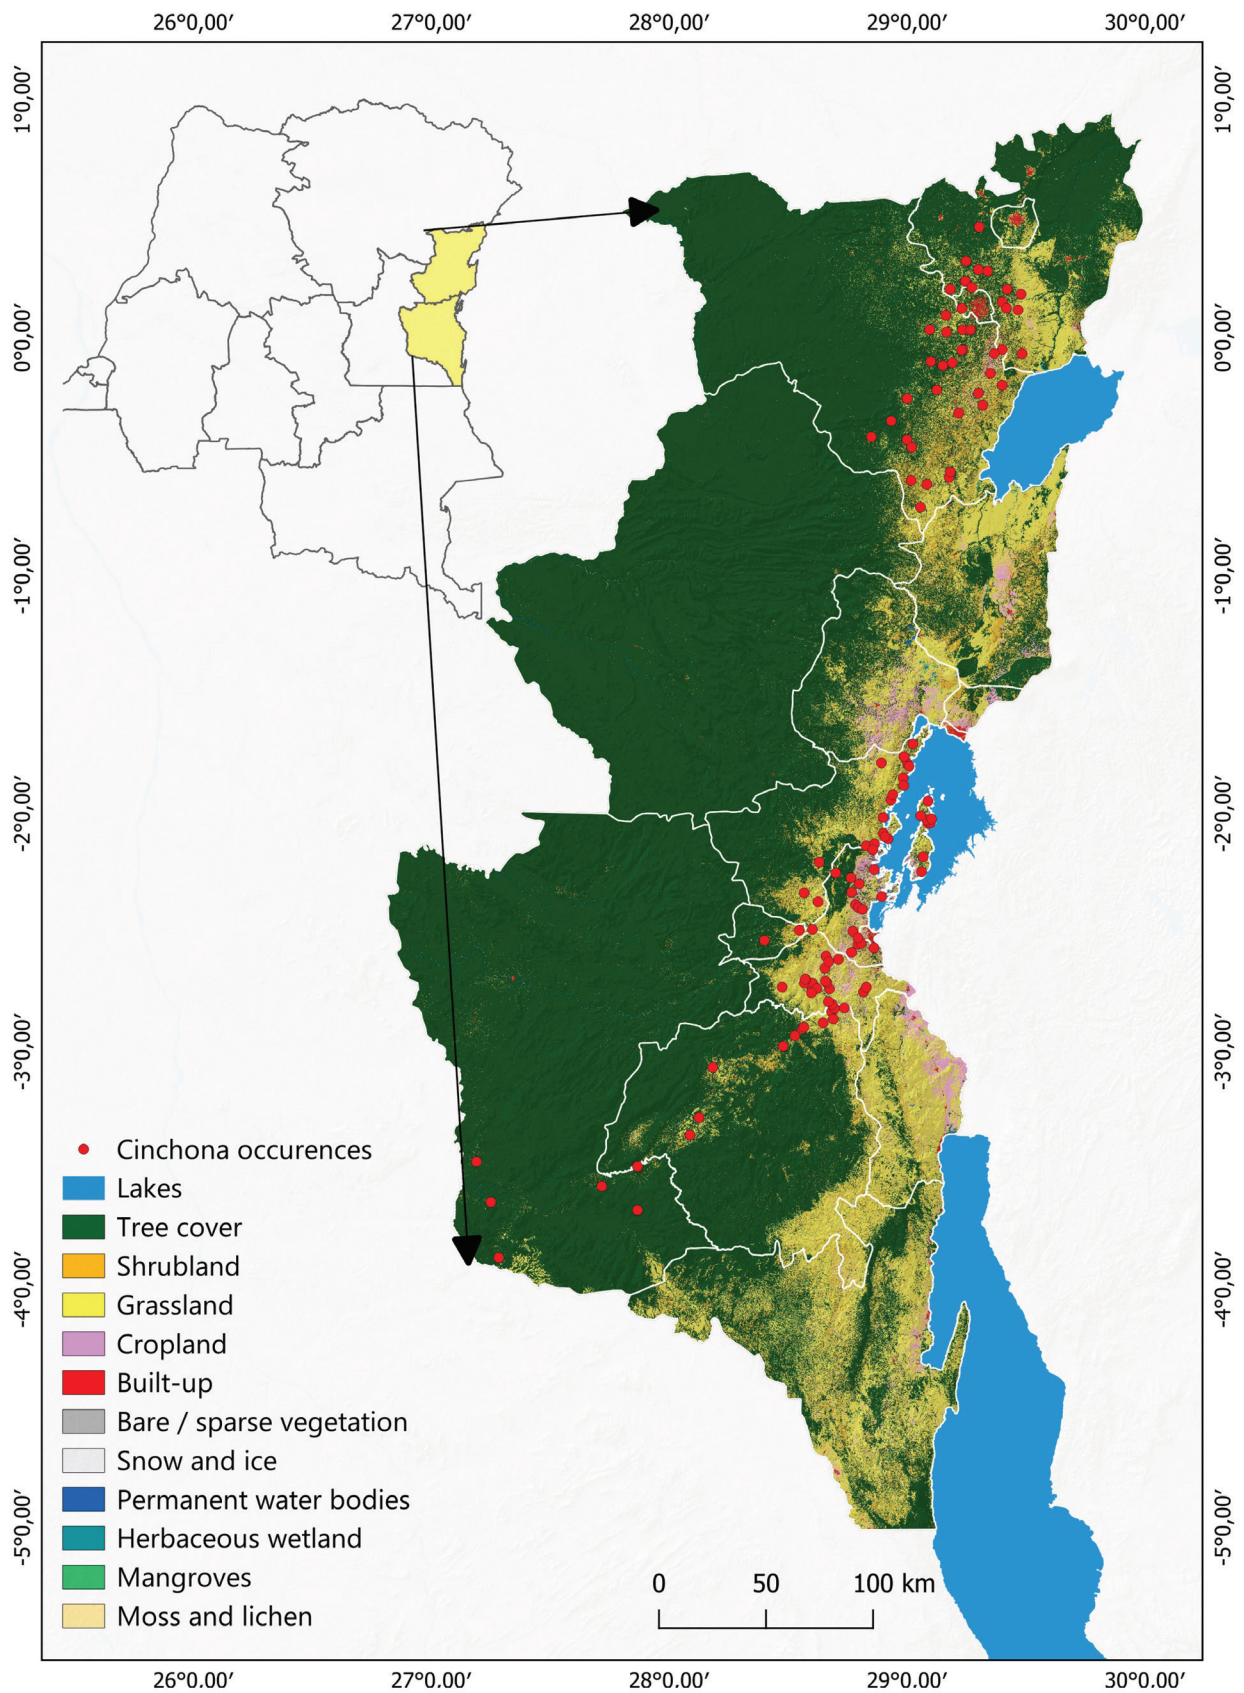 26°0,00′ 27°0,00′ 28°0,00′ 29°0,00′ 30°0,00′
1°0,00′ 1°0,00′
0°0,00′ 0°0,00′
-1°0,00′ -1°0,00′
-2°0,00′ -2°0,00′
-3°0,00′ -3°0,00′
Cinchona occurences
Lakes
Tree cover
Shrubland
-4°0,00′ -4°0,00′
Grassland
Cropland
Built-up
Bare / sparse vegetation
Snow and ice
Permanent water bodies
-5°0,00′ -5°0,00′
Herbaceous wetland
Mangroves
0 50 100 km
Moss and lichen
26°0,00′ 27°0,00′ 28°0,00′ 29°0,00′ 30°0,00′